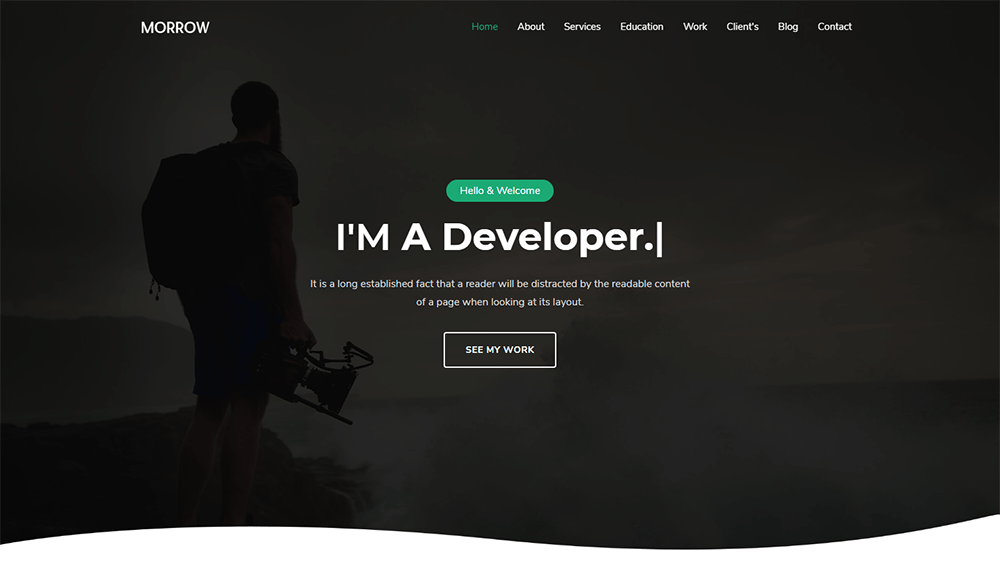 MORROW
Home About Services Education Work Client's Blog Contact
Hello & Welcome
I'M A Developer.|
It is a long established fact that a reader will be distracted by the readable content
of a page when looking at its layout.
SEE MY WORK